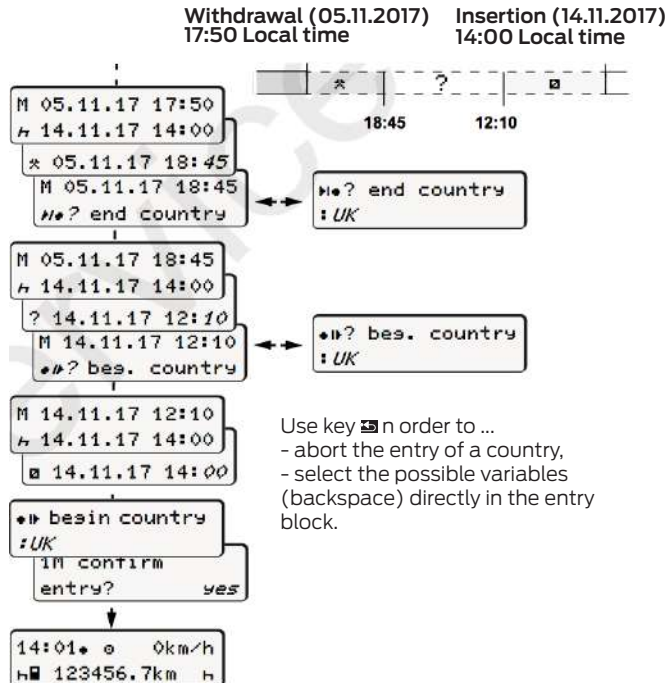 Withdrawal (05.11.2017) Insertion (14.11.2017)
17:50 Local time 14:00 Local time
?
18:45 12:10
M 05.11.17 17:50
14.11.17 14:00
05.11.17 18:45
M 05.11.17 18:45
? end country
? end country
:UK
M 05.11.17 18:45
14.11.17 14:00
? 14.11.17 12:10
M 14.11.17 12:10
? beg. country
? beg. country
:UK
M 14.11.17 12:10
14.11.17 14:00
14.11.17 14:00
Use key n order to ...
- abort the entry of a country,
- select the possible variables
(backspace) directly in the entry
block.
begin country
:UK
1M confirm
entry? yes
14:01 0km/h
123456.7km
ervice